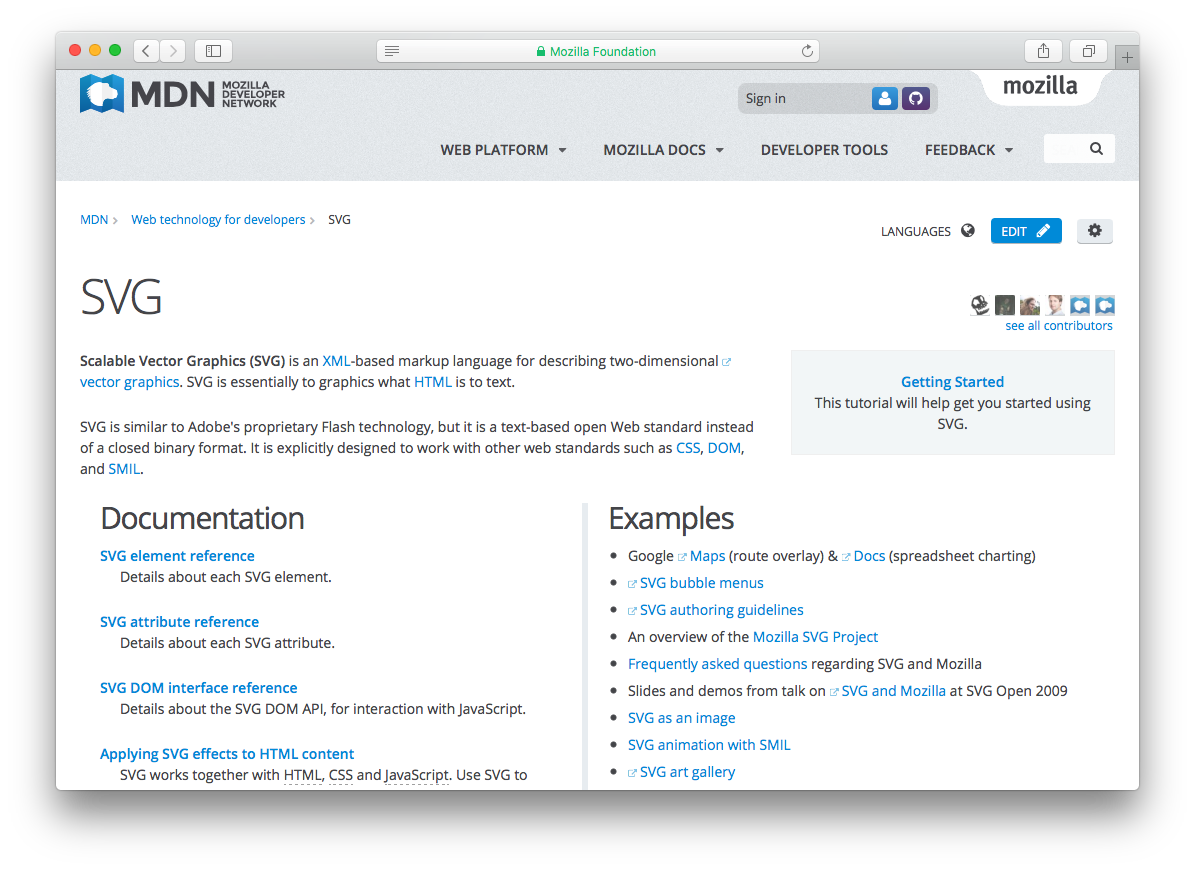 Mozilla Foundation
MDN MOZILLA DEVELOPER NETWORK
Sign in
mozilla
WEB PLATFORM MOZILLA DOCS DEVELOPER TOOLS FEEDBACK
MDN Web technology for developers SVG
LANGUAGES EDIT
SVG
see all contributors
Scalable Vector Graphics (SVG) is an XML-based markup language for describing two-dimensional
vector graphics. SVG is essentially to graphics what HTML is to text.
SVG is similar to Adobe's proprietary Flash technology, but it is a text-based open Web standard instead
of a closed binary format. It is explicitly designed to work with other web standards such as CSS, DOM,
and SMIL.
Getting Started
This tutorial will help get you started using
SVG.
Documentation
SVG element reference
Details about each SVG element.
SVG attribute reference
Details about each SVG attribute.
SVG DOM interface reference
Details about the SVG DOM API, for interaction with JavaScript.
Applying SVG effects to HTML content
SVG works together with HTML, CSS and JavaScript. Use SVG to
Examples
Google Maps (route overlay) & Docs (spreadsheet charting)
SVG bubble menus
SVG authoring guidelines
An overview of the Mozilla SVG Project
Frequently asked questions regarding SVG and Mozilla
Slides and demos from talk on SVG and Mozilla at SVG Open 2009
SVG as an image
SVG animation with SMIL
SVG art gallery